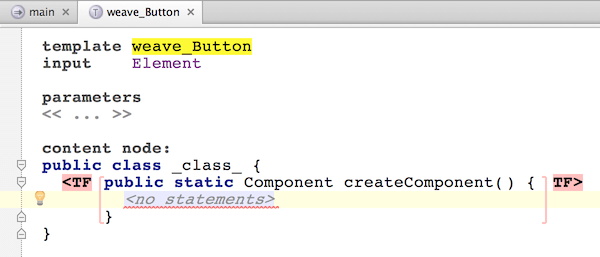 main weave_Button
template weave_Button
input Element
parameters
<< ... >>
content node:
public class _class_ {
<TF public static Component createComponent() { TF>
<no statements>
}
}